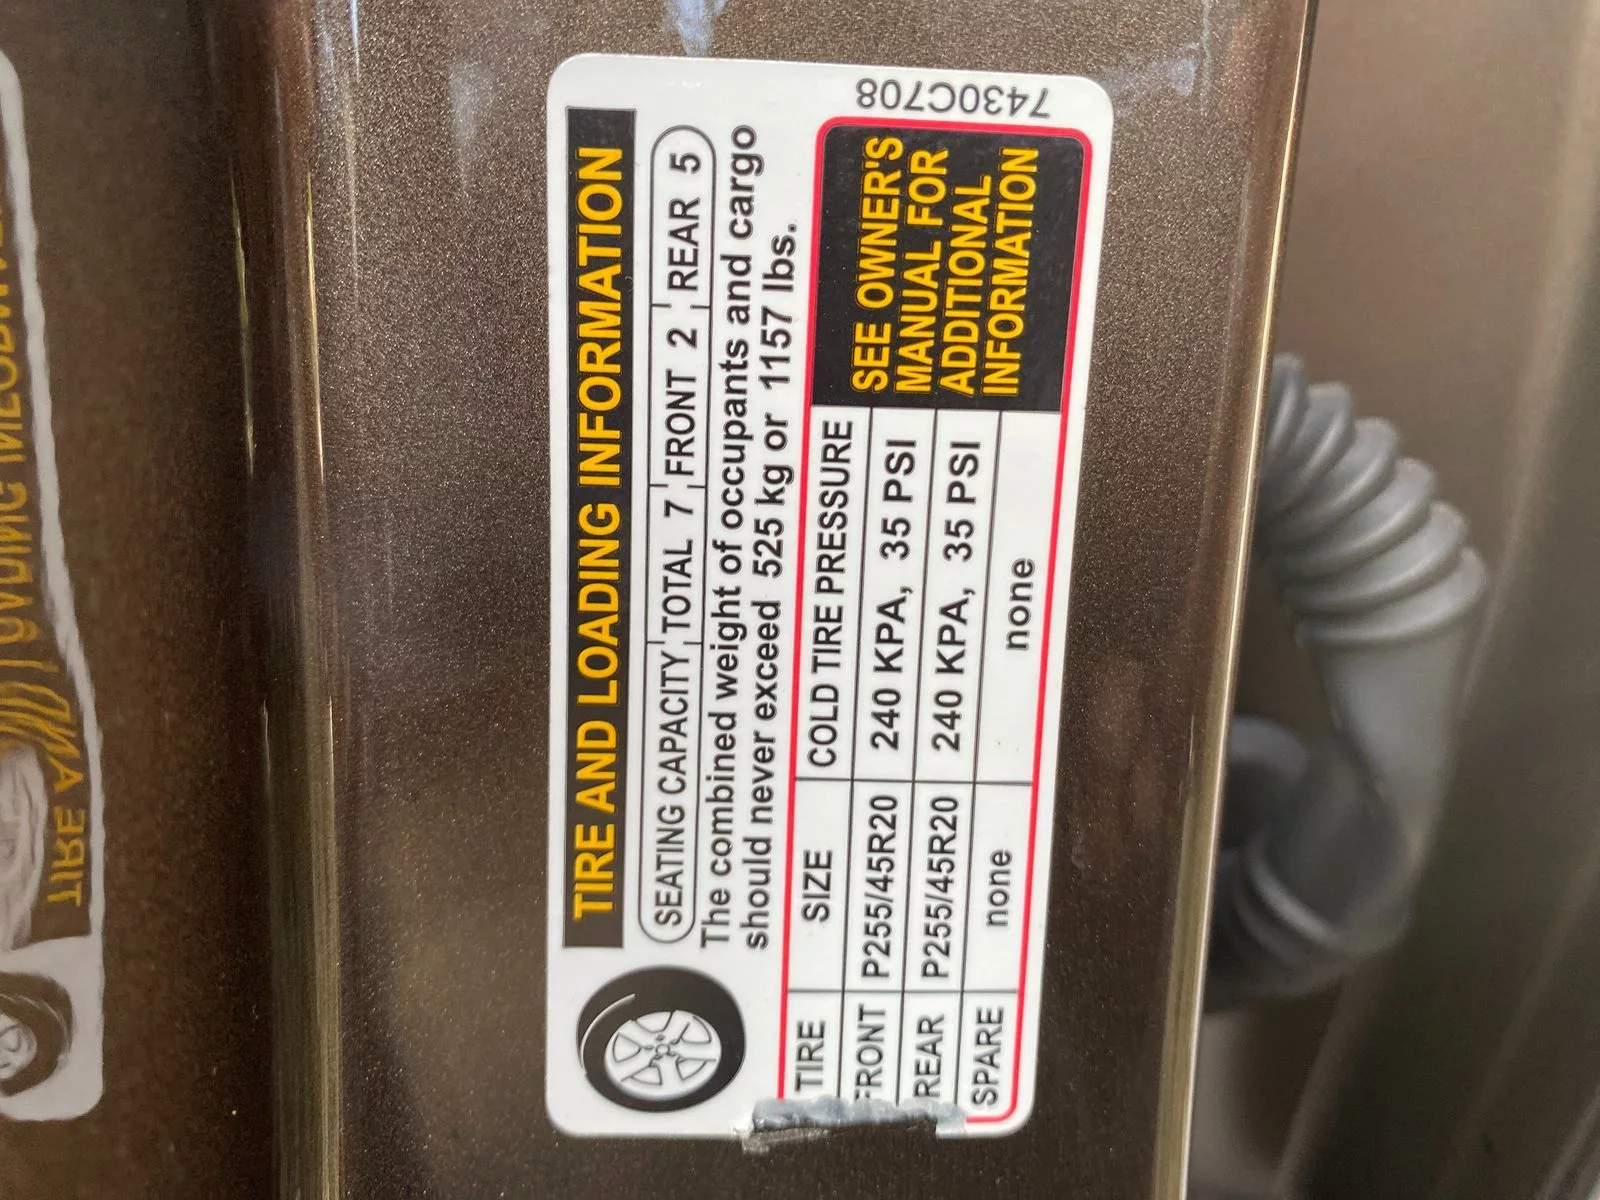 TIRE AND LOADING INFORMATION
SEATING CAPACITY TOTAL 7 FRONT 2 REAR 5
The combined weight of occupants and cargo
should never exceed 525 kg or 1157 lbs.
TIRE SIZE COLD TIRE PRESSURE
FRONT P255/45R20 240 KPA, 35 PSI
REAR P255/45R20 240 KPA, 35 PSI
SPARE none none
SEE OWNER'S
MANUAL FOR
ADDITIONAL
INFORMATION
7430C708
TIRE